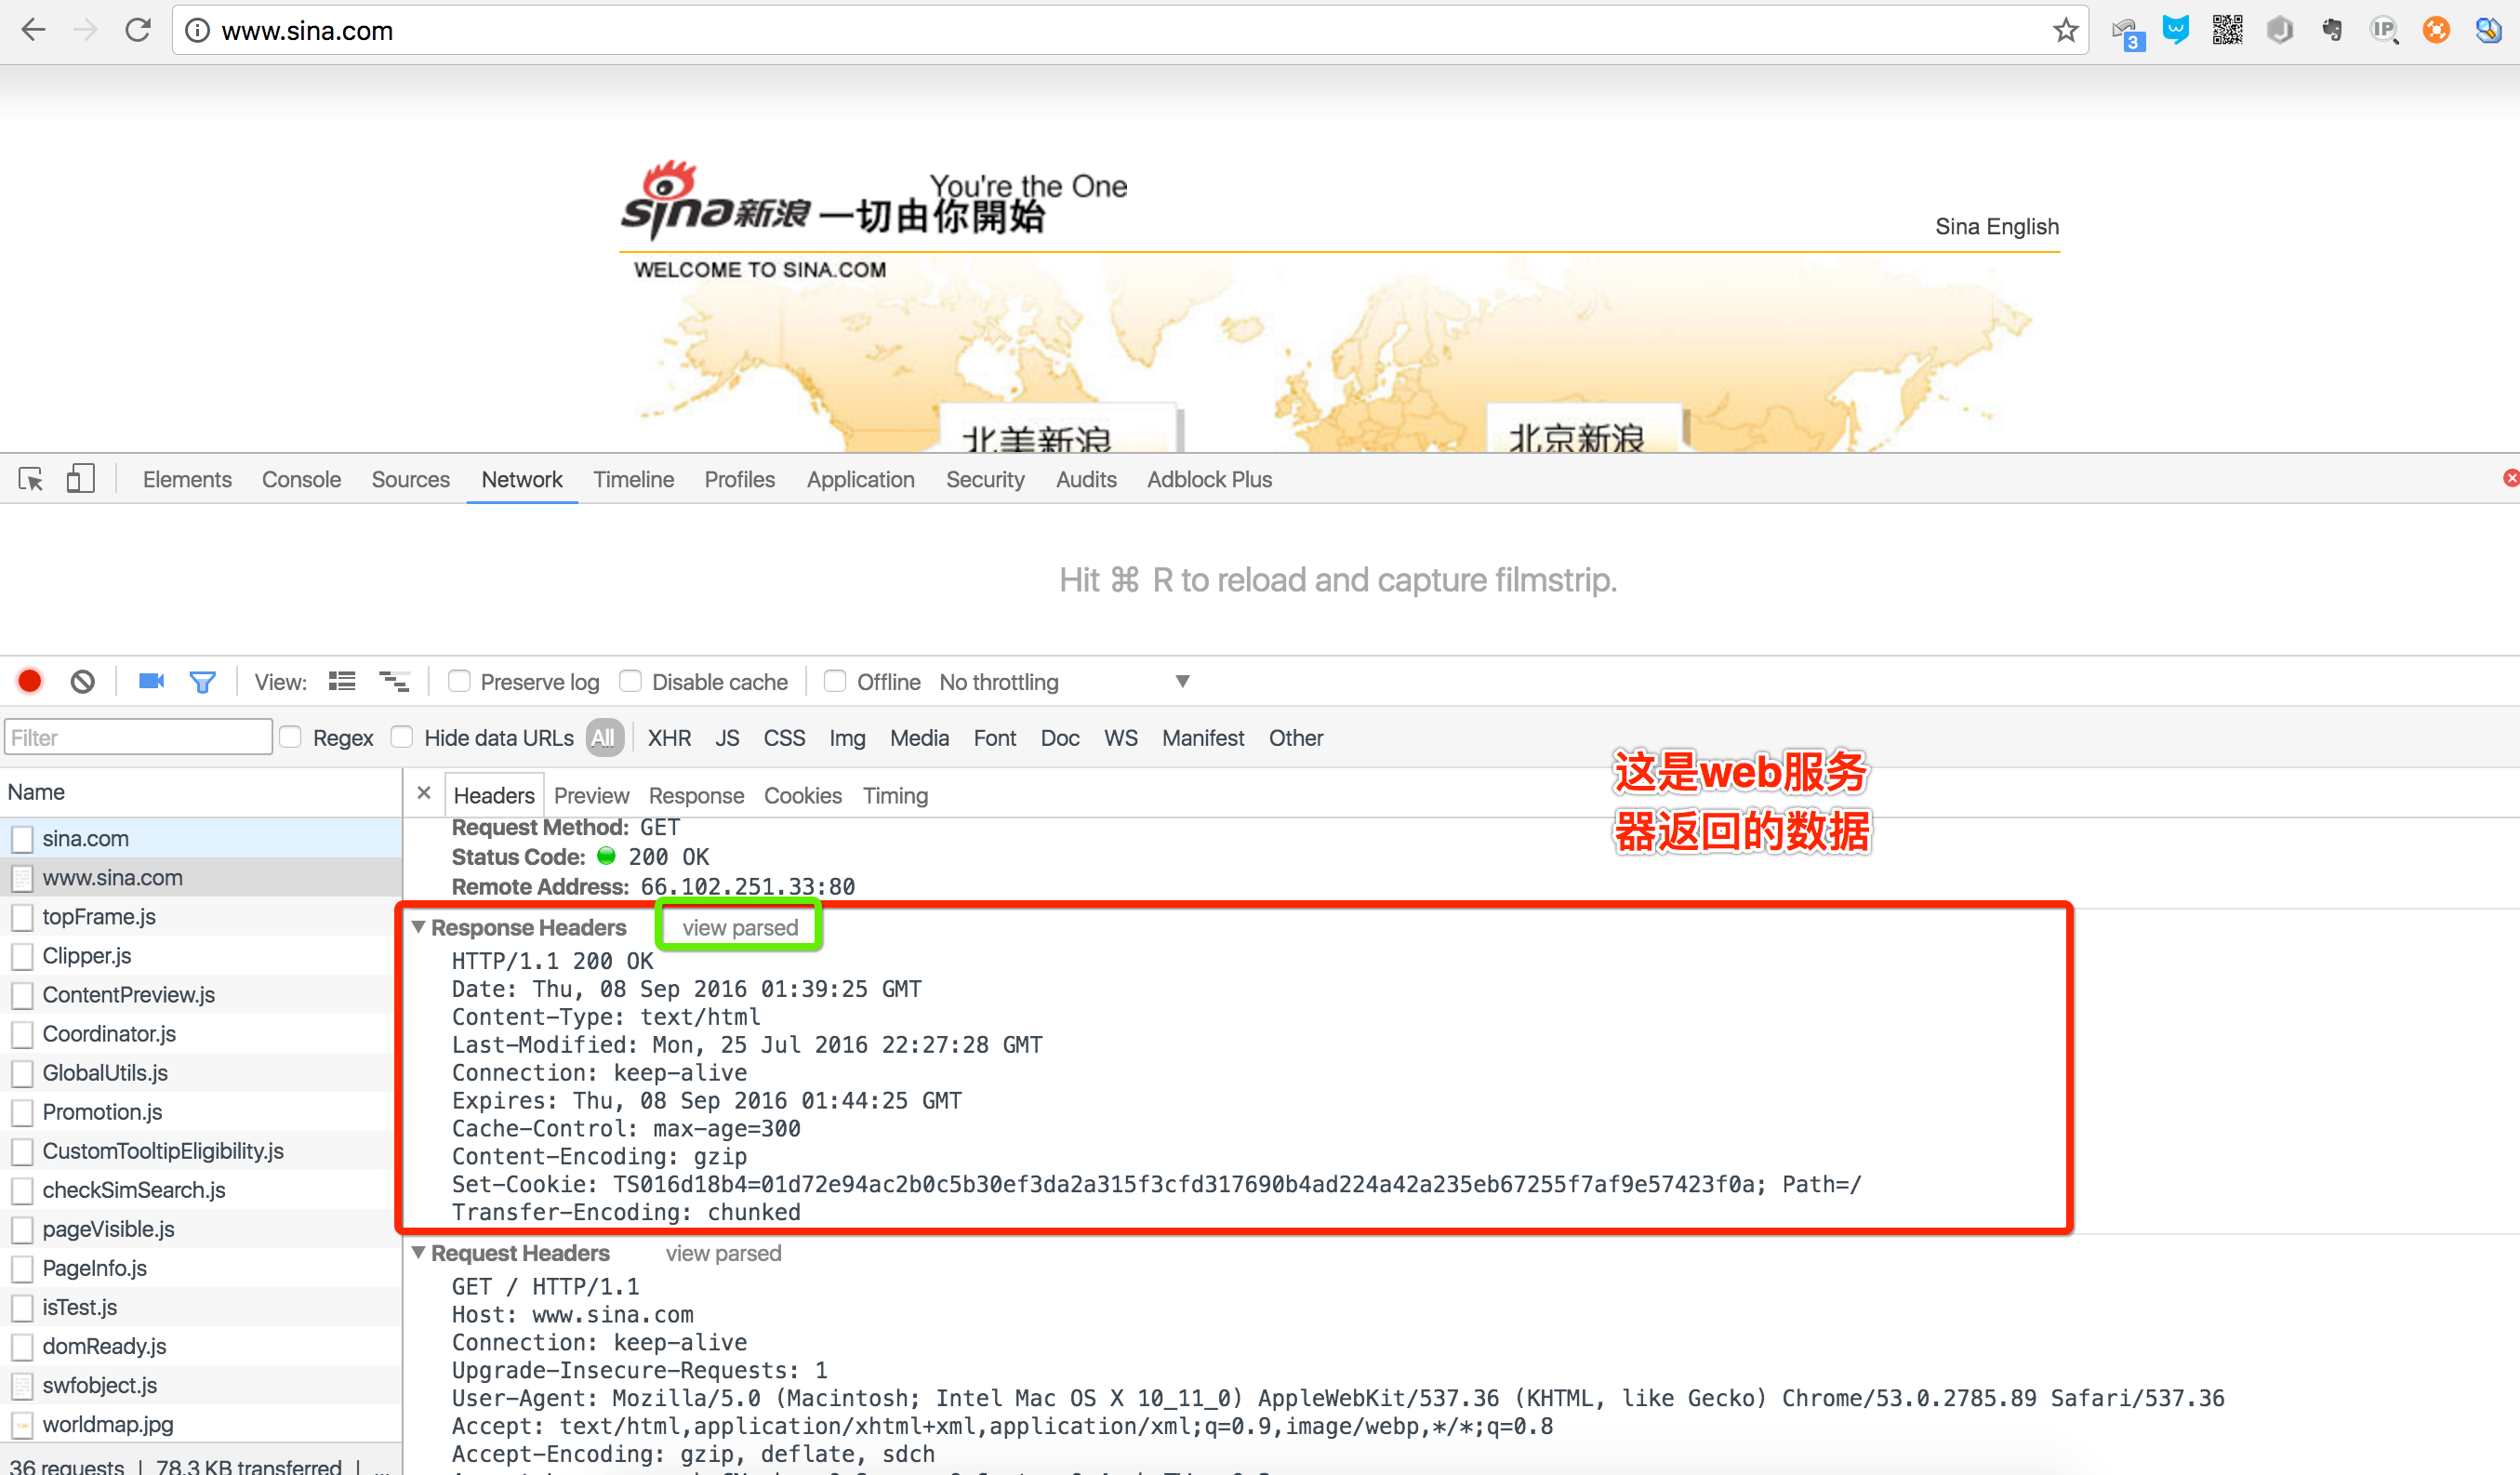 www.sina.com
3
IP
You're the One
sina新浪 一切由你開始
Sina English
WELCOME TO SINA.COM
北美新浪
北京新浪
Elements Console Sources Network Timeline Profiles Application Security Audits Adblock Plus
Hit ⌘ R to reload and capture filmstrip.
View: Preserve log Disable cache Offline No throttling
Filter Regex Hide data URLs All XHR JS CSS Img Media Font Doc WS Manifest Other
这是web服务
器返回的数据
Name
sina.com
www.sina.com
topFrame.js
Clipper.js
ContentPreview.js
Coordinator.js
GlobalUtils.js
Promotion.js
CustomTooltipEligibility.js
checkSimSearch.js
pageVisible.js
PageInfo.js
isTest.js
domReady.js
swfobject.js
worldmap.jpg
36 requests | 78.3 KB transferred | ...
× Headers Preview Response Cookies Timing
Request Method: GET
Status Code: 200 OK
Remote Address: 66.102.251.33:80
Response Headers view parsed
HTTP/1.1 200 OK
Date: Thu, 08 Sep 2016 01:39:25 GMT
Content-Type: text/html
Last-Modified: Mon, 25 Jul 2016 22:27:28 GMT
Connection: keep-alive
Expires: Thu, 08 Sep 2016 01:44:25 GMT
Cache-Control: max-age=300
Content-Encoding: gzip
Set-Cookie: TS016d18b4=01d72e94ac2b0c5b30ef3da2a315f3cfd317690b4ad224a42a235eb67255f7af9e57423f0a; Path=/
Transfer-Encoding: chunked
Request Headers view parsed
GET / HTTP/1.1
Host: www.sina.com
Connection: keep-alive
Upgrade-Insecure-Requests: 1
User-Agent: Mozilla/5.0 (Macintosh; Intel Mac OS X 10_11_0) AppleWebKit/537.36 (KHTML, like Gecko) Chrome/53.0.2785.89 Safari/537.36
Accept: text/html,application/xhtml+xml,application/xml;q=0.9,image/webp,*/*;q=0.8
Accept-Encoding: gzip, deflate, sdch